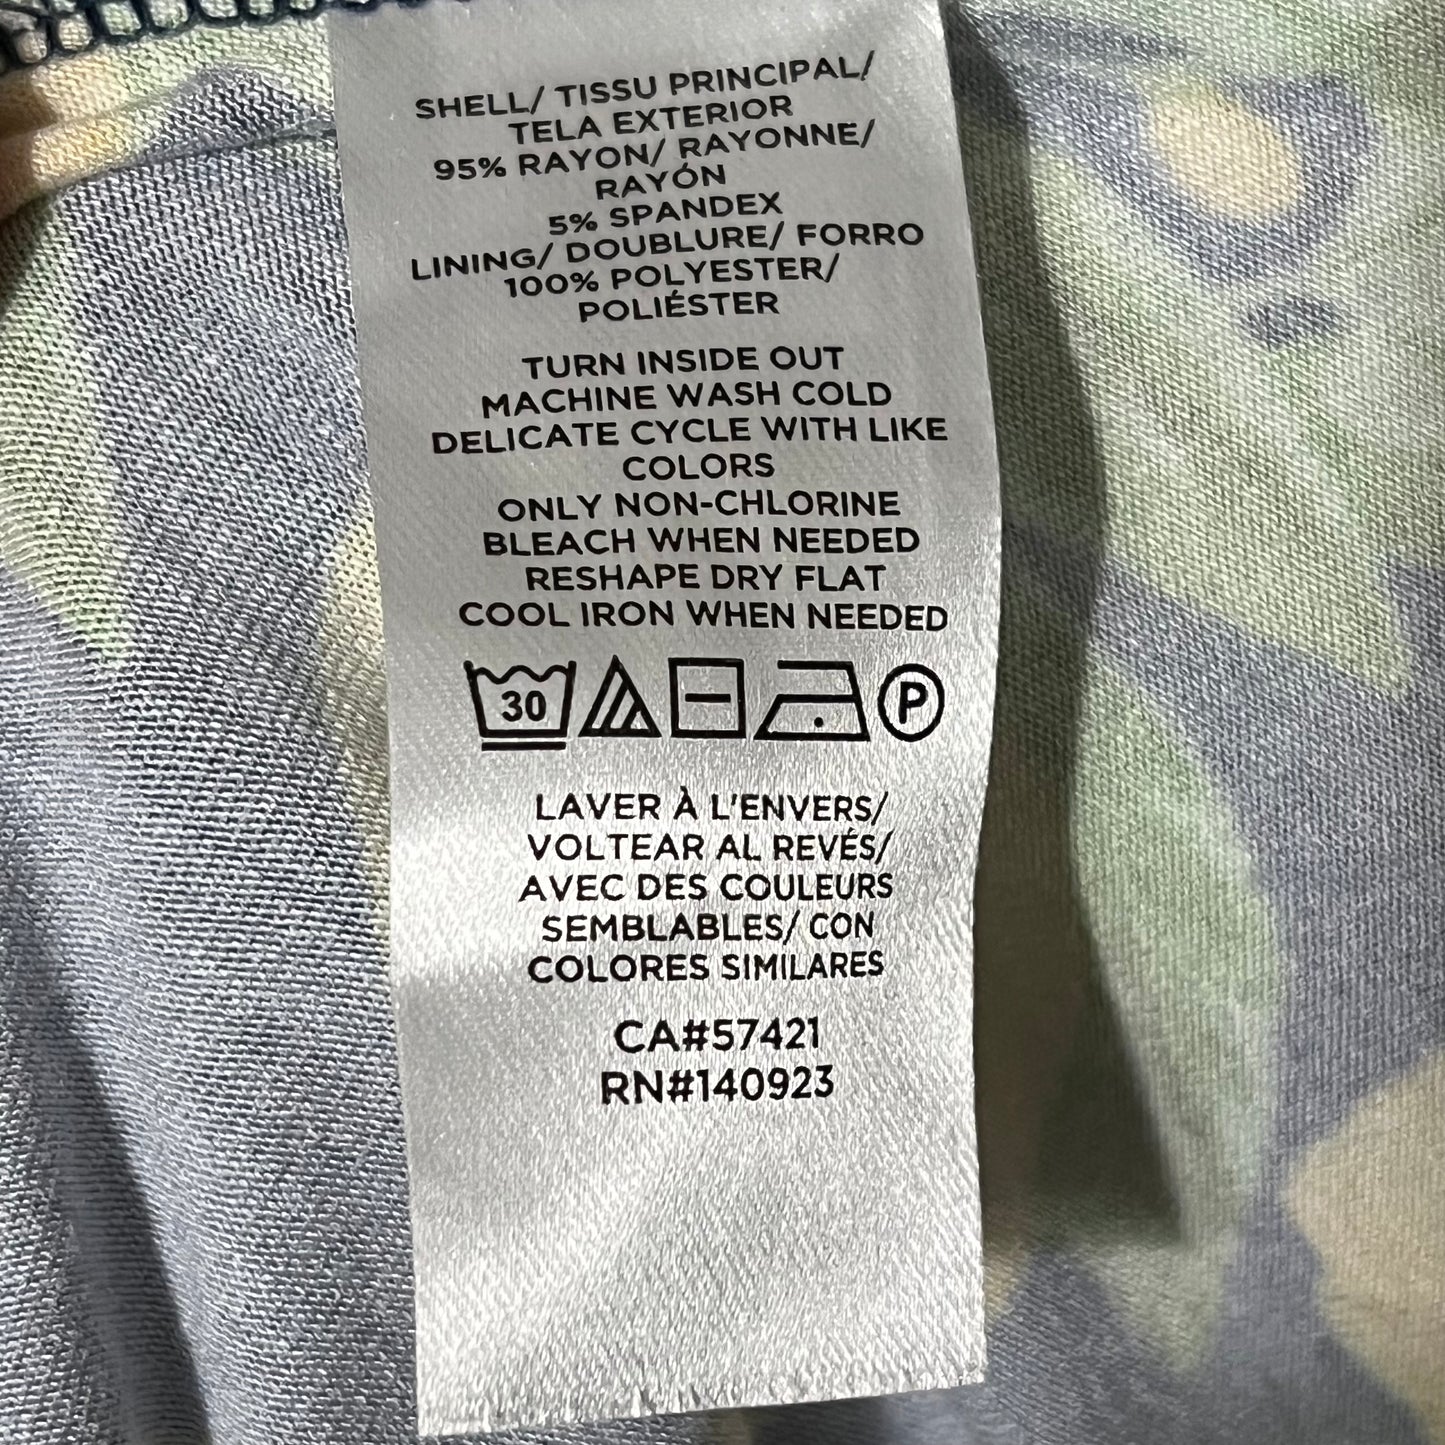 SHELL/ TISSU PRINCIPAL/
TELA EXTERIOR
95% RAYON/ RAYONNE/
RAYÓN
5% SPANDEX
LINING/ DOUBLURE/ FORRO
100% POLYESTER/
POLIÉSTER
TURN INSIDE OUT
MACHINE WASH COLD
DELICATE CYCLE WITH LIKE
COLORS
ONLY NON-CHLORINE
BLEACH WHEN NEEDED
RESHAPE DRY FLAT
COOL IRON WHEN NEEDED
30 P
LAVER À L'ENVERS/
VOLTEAR AL REVÉS/
AVEC DES COULEURS
SEMBLABLES/ CON
COLORES SIMILARES
CA#57421
RN#140923